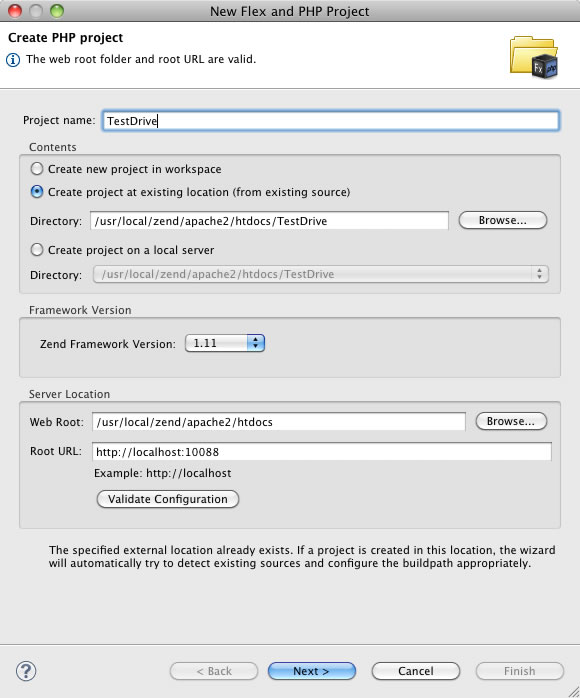 New Flex and PHP Project
Create PHP project
The web root folder and root URL are valid.
Fx
Project name: TestDrive
Contents
Create new project in workspace
Create project at existing location (from existing source)
Directory: /usr/local/zend/apache2/htdocs/TestDrive Browse...
Create project on a local server
Directory: /usr/local/zend/apache2/htdocs/TestDrive
Framework Version
Zend Framework Version: 1.11
Server Location
Web Root: /usr/local/zend/apache2/htdocs Browse...
Root URL: http://localhost:10088
Example: http://localhost
Validate Configuration
The specified external location already exists. If a project is created in this location, the wizard
will automatically try to detect existing sources and configure the buildpath appropriately.
? < Back Next > Cancel Finish